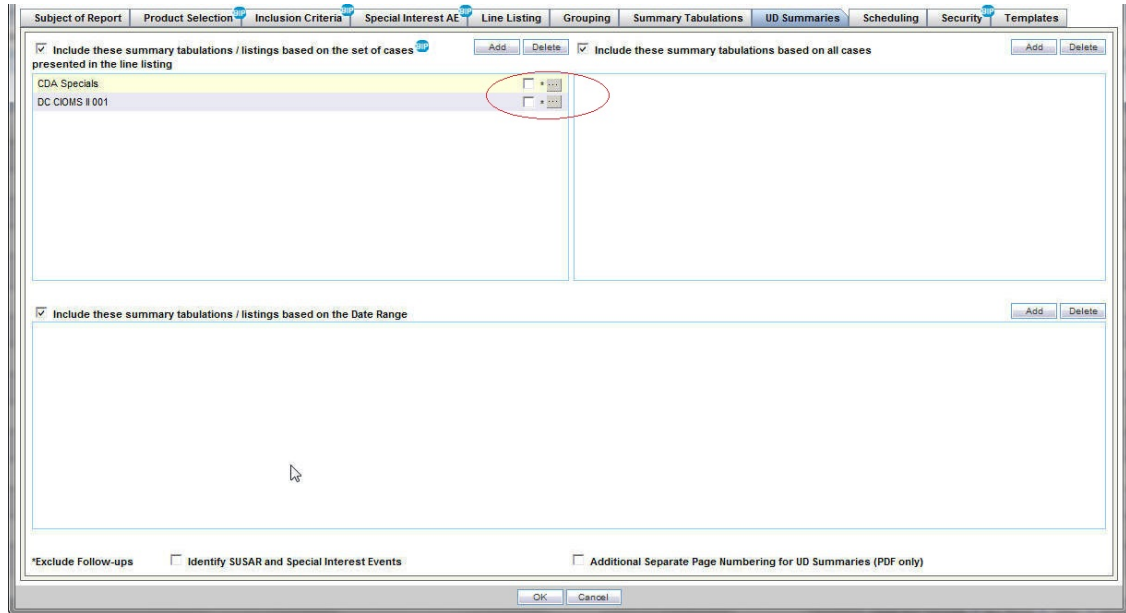 Subject of Report Product Selection Inclusion Criteria Special Interest AE Line Listing Grouping Summary Tabulations UD Summaries Scheduling Security Templates
Include these summary tabulations / listings based on the set of cases
presented in the line listing
Add Delete
Include these summary tabulations based on all cases
Add Delete
CDA Specials * ...
DC CIOMS II 001 * ...
Include these summary tabulations / listings based on the Date Range
Add Delete
*Exclude Follow-ups Identify SUSAR and Special Interest Events Additional Separate Page Numbering for UD Summaries (PDF only)
OK Cancel